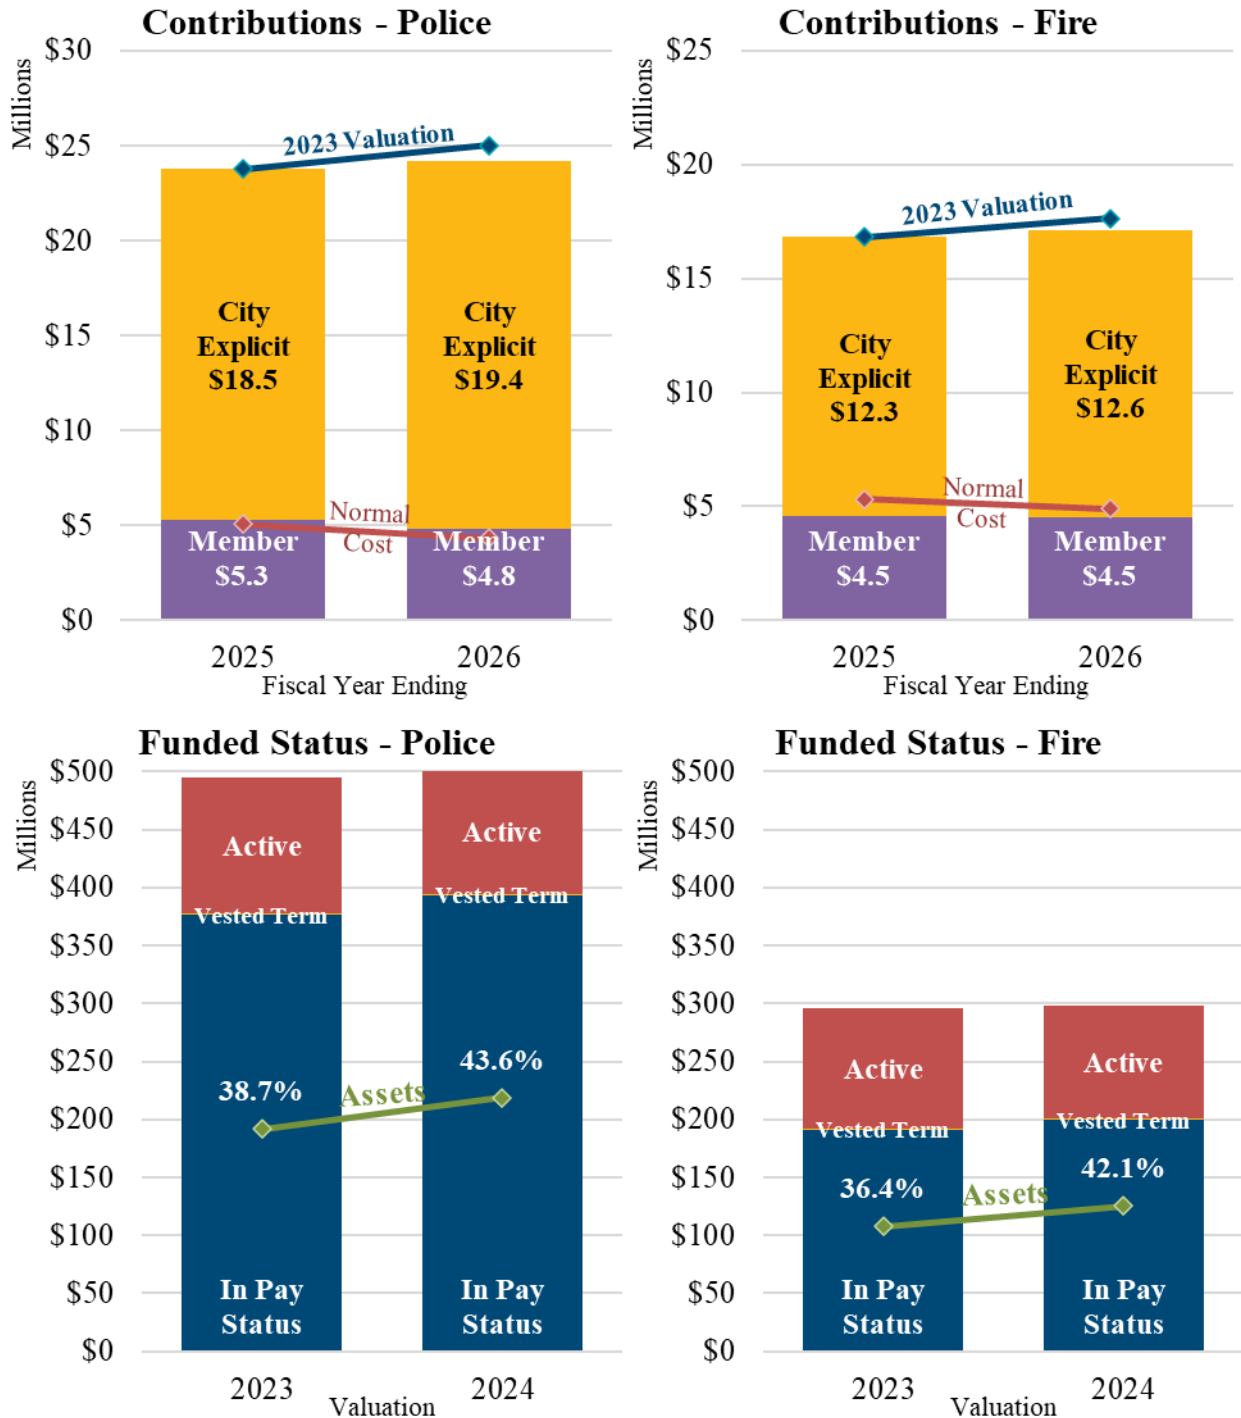 Contributions - Police
Millions
$30
$25
$20
$15
$10
$5
$0
2023 Valuation
City
Explicit
$18.5
City
Explicit
$19.4
Normal
Cost
Member
$5.3
Member
$4.8
2025
2026
Fiscal Year Ending
Contributions - Fire
Millions
$25
$20
$15
$10
$5
$0
2023 Valuation
City
Explicit
$12.3
City
Explicit
$12.6
Normal
Cost
Member
$4.5
Member
$4.5
2025
2026
Fiscal Year Ending
Funded Status - Police
Millions
$500
$450
$400
$350
$300
$250
$200
$150
$100
$50
$0
Active
Active
Vested Term
Vested Term
38.7%
Assets
43.6%
In Pay
Status
In Pay
Status
2023
2024
Valuation
Funded Status - Fire
Millions
$500
$450
$400
$350
$300
$250
$200
$150
$100
$50
$0
Active
Active
Vested Term
Vested Term
36.4%
Assets
42.1%
In Pay
Status
In Pay
Status
2023
2024
Valuation